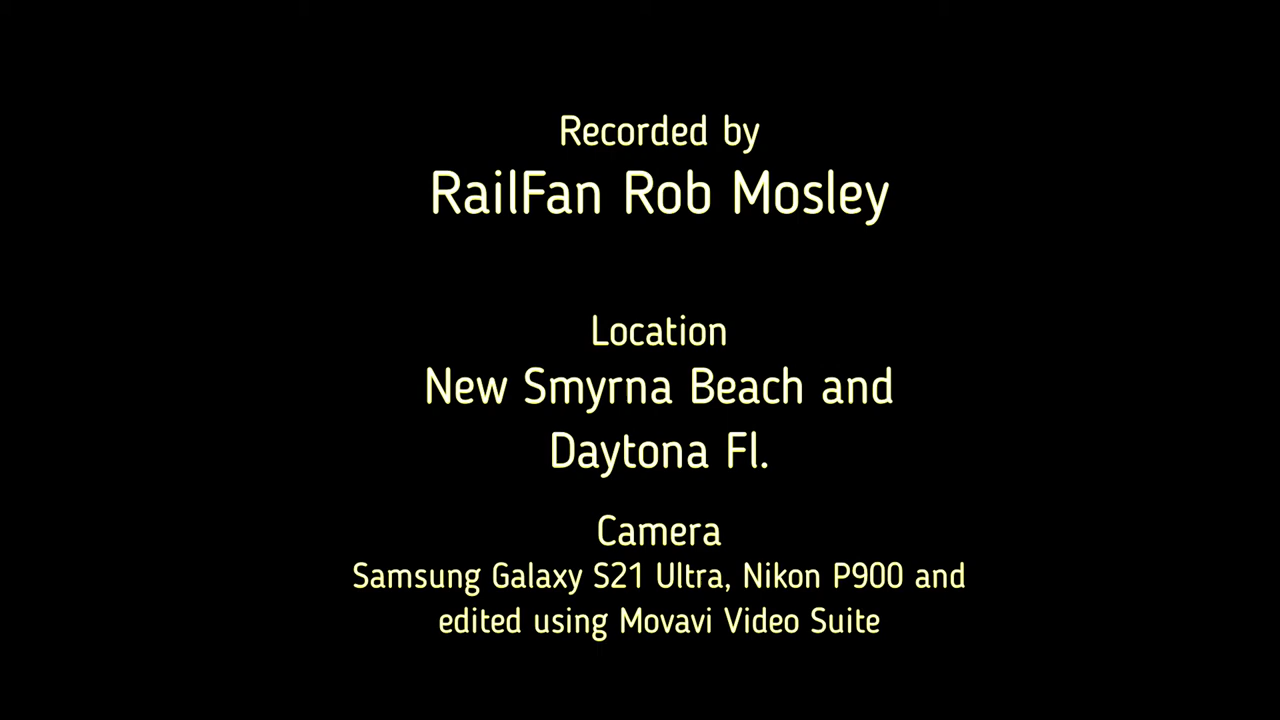 Recorded by
RailFan Rob Mosley
Location
New Smyrna Beach and
Daytona Fl.
Camera
Samsung Galaxy S21 Ultra, Nikon P900 and
edited using Movavi Video Suite